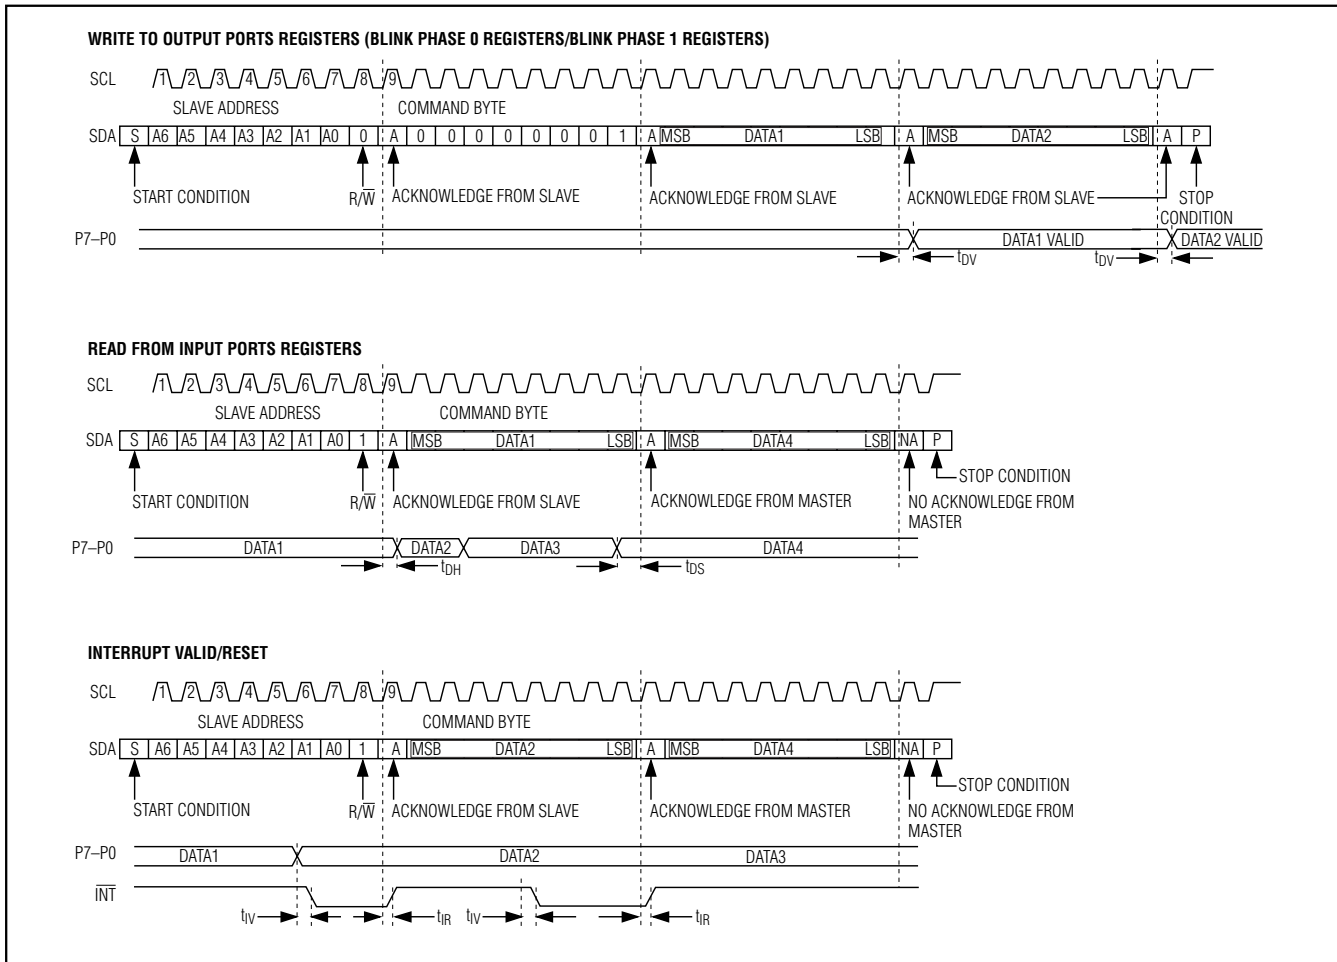 WRITE TO OUTPUT PORTS REGISTERS (BLINK PHASE 0 REGISTERS/BLINK PHASE 1 REGISTERS)
SCL 1 2 3 4 5 6 7 8 9
SLAVE ADDRESS COMMAND BYTE
SDA S A6 A5 A4 A3 A2 A1 A0 0 A 0 0 0 0 0 0 0 1 A MSB DATA1 LSB A MSB DATA2 LSB A P
START CONDITION R/W̅ ACKNOWLEDGE FROM SLAVE ACKNOWLEDGE FROM SLAVE ACKNOWLEDGE FROM SLAVE STOP CONDITION
P7–P0 DATA1 VALID DATA2 VALID
tDV tDV
READ FROM INPUT PORTS REGISTERS
SCL 1 2 3 4 5 6 7 8 9
SLAVE ADDRESS COMMAND BYTE
SDA S A6 A5 A4 A3 A2 A1 A0 1 A MSB DATA1 LSB A MSB DATA4 LSB NA P
STOP CONDITION
START CONDITION R/W̅ ACKNOWLEDGE FROM SLAVE ACKNOWLEDGE FROM MASTER NO ACKNOWLEDGE FROM
MASTER
P7–P0 DATA1 DATA2 DATA3 DATA4
tDH tDS
INTERRUPT VALID/RESET
SCL 1 2 3 4 5 6 7 8 9
SLAVE ADDRESS COMMAND BYTE
SDA S A6 A5 A4 A3 A2 A1 A0 1 A MSB DATA2 LSB A MSB DATA4 LSB NA P
STOP CONDITION
START CONDITION R/W̅ ACKNOWLEDGE FROM SLAVE ACKNOWLEDGE FROM MASTER NO ACKNOWLEDGE FROM
MASTER
P7–P0 DATA1 DATA2 DATA3
I̅N̅T̅
tIV tIR tIV tIR